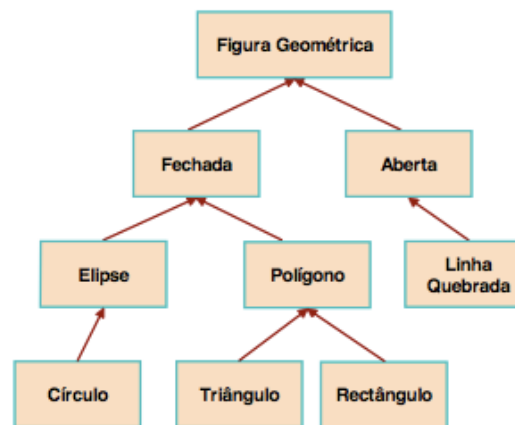 Figura Geométrica
Fechada
Aberta
Elipse
Polígono
Linha
Quebrada
Círculo
Triângulo
Rectângulo